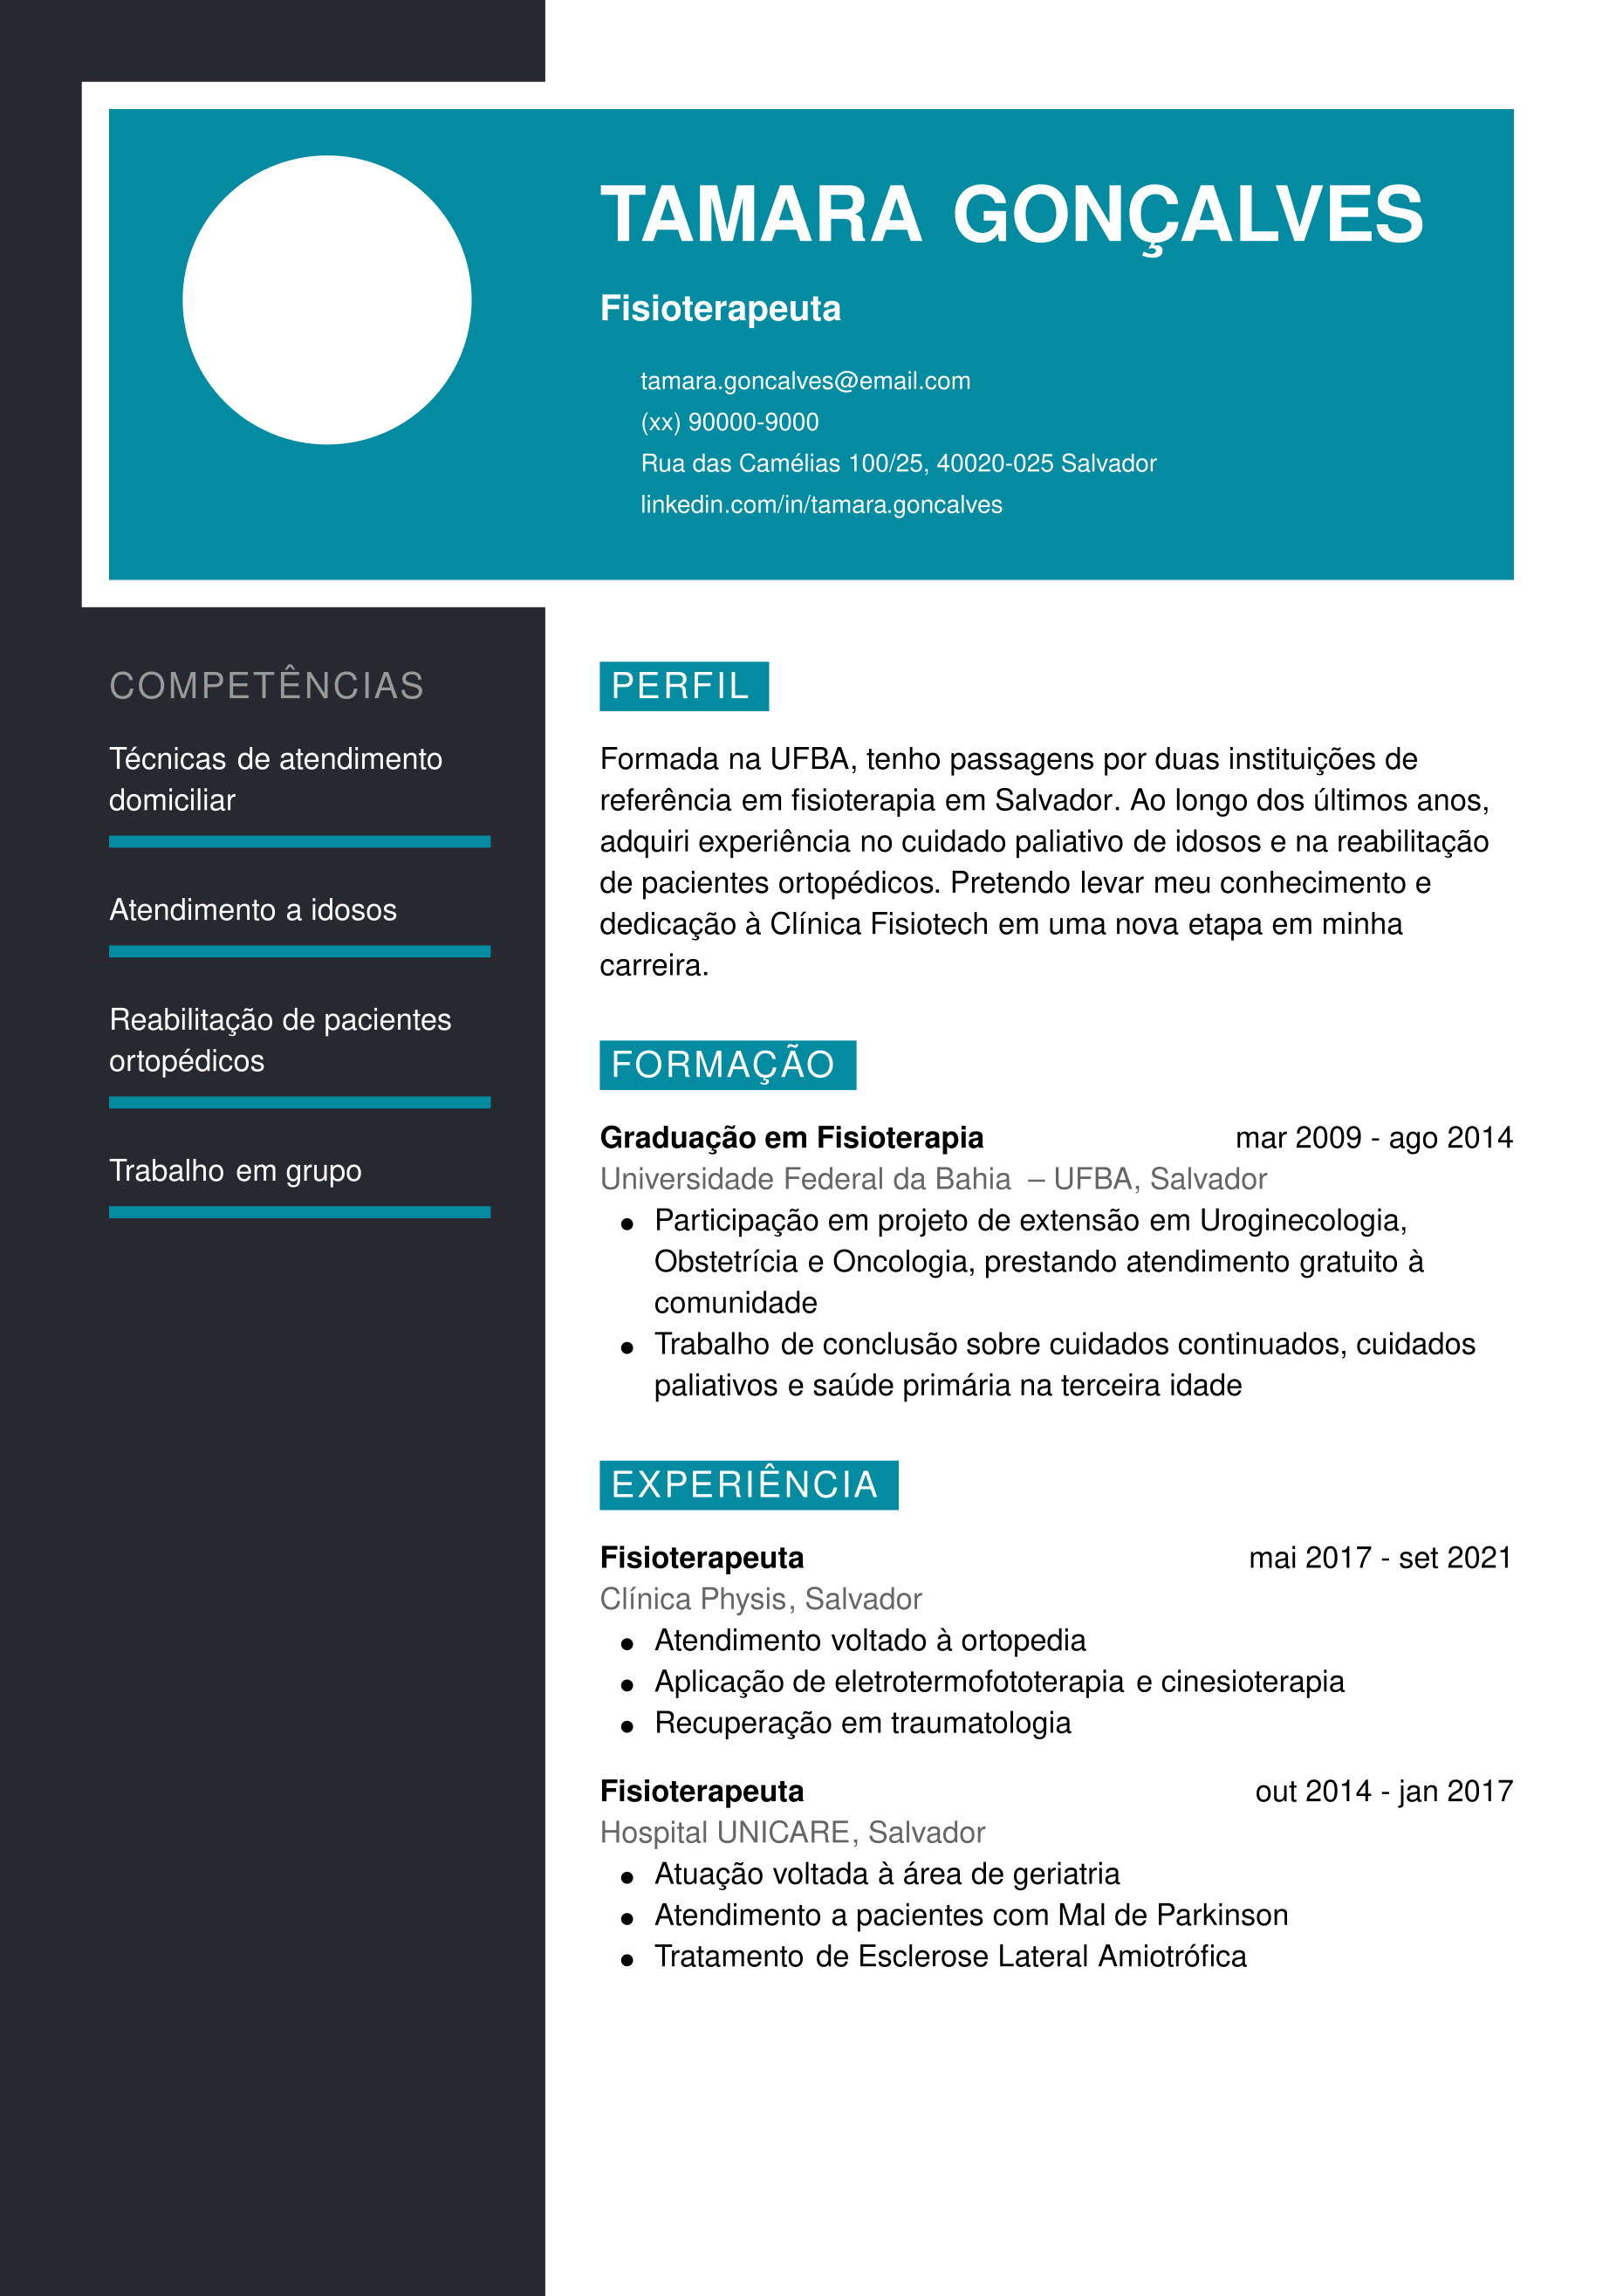 TAMARA GONÇALVES
Fisioterapeuta
tamara.goncalves@email.com
(xx) 90000-9000
Rua das Camélias 100/25, 40020-025 Salvador
linkedin.com/in/tamara.goncalves
COMPETÊNCIAS
Técnicas de atendimento
domiciliar
Atendimento a idosos
Reabilitação de pacientes
ortopédicos
Trabalho em grupo
PERFIL
Formada na UFBA, tenho passagens por duas instituições de
referência em fisioterapia em Salvador. Ao longo dos últimos anos,
adquiri experiência no cuidado paliativo de idosos e na reabilitação
de pacientes ortopédicos. Pretendo levar meu conhecimento e
dedicação à Clínica Fisiotech em uma nova etapa em minha
carreira.
FORMAÇÃO
Graduação em Fisioterapia mar 2009 - ago 2014
Universidade Federal da Bahia – UFBA, Salvador
• Participação em projeto de extensão em Uroginecologia,
Obstetrícia e Oncologia, prestando atendimento gratuito à
comunidade
• Trabalho de conclusão sobre cuidados continuados, cuidados
paliativos e saúde primária na terceira idade
EXPERIÊNCIA
Fisioterapeuta mai 2017 - set 2021
Clínica Physis, Salvador
• Atendimento voltado à ortopedia
• Aplicação de eletrotermofototerapia e cinesioterapia
• Recuperação em traumatologia
Fisioterapeuta out 2014 - jan 2017
Hospital UNICARE, Salvador
• Atuação voltada à área de geriatria
• Atendimento a pacientes com Mal de Parkinson
• Tratamento de Esclerose Lateral Amiotrófica